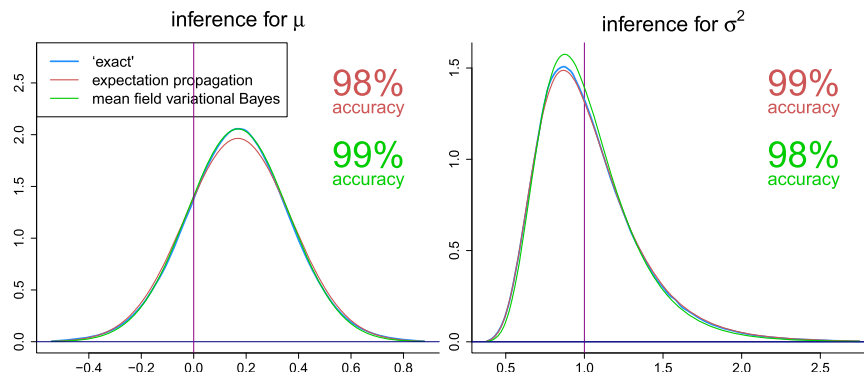 inference for μ
'exact'
expectation propagation
mean field variational Bayes
98%
accuracy
99%
accuracy
0.0
0.5
1.0
1.5
2.0
2.5
−0.4
−0.2
0.0
0.2
0.4
0.6
0.8
inference for σ²
99%
accuracy
98%
accuracy
0.0
0.5
1.0
1.5
0.5
1.0
1.5
2.0
2.5